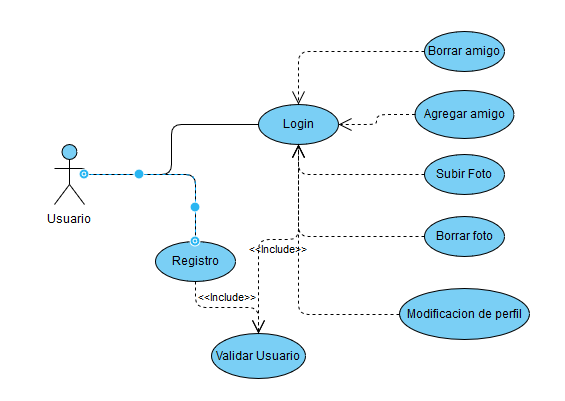 Borrar amigo
Agregar amigo
Login
Subir Foto
Usuario
Borrar foto
<<Include>>
Registro
<<Include>>
Modificacion de perfil
Validar Usuario